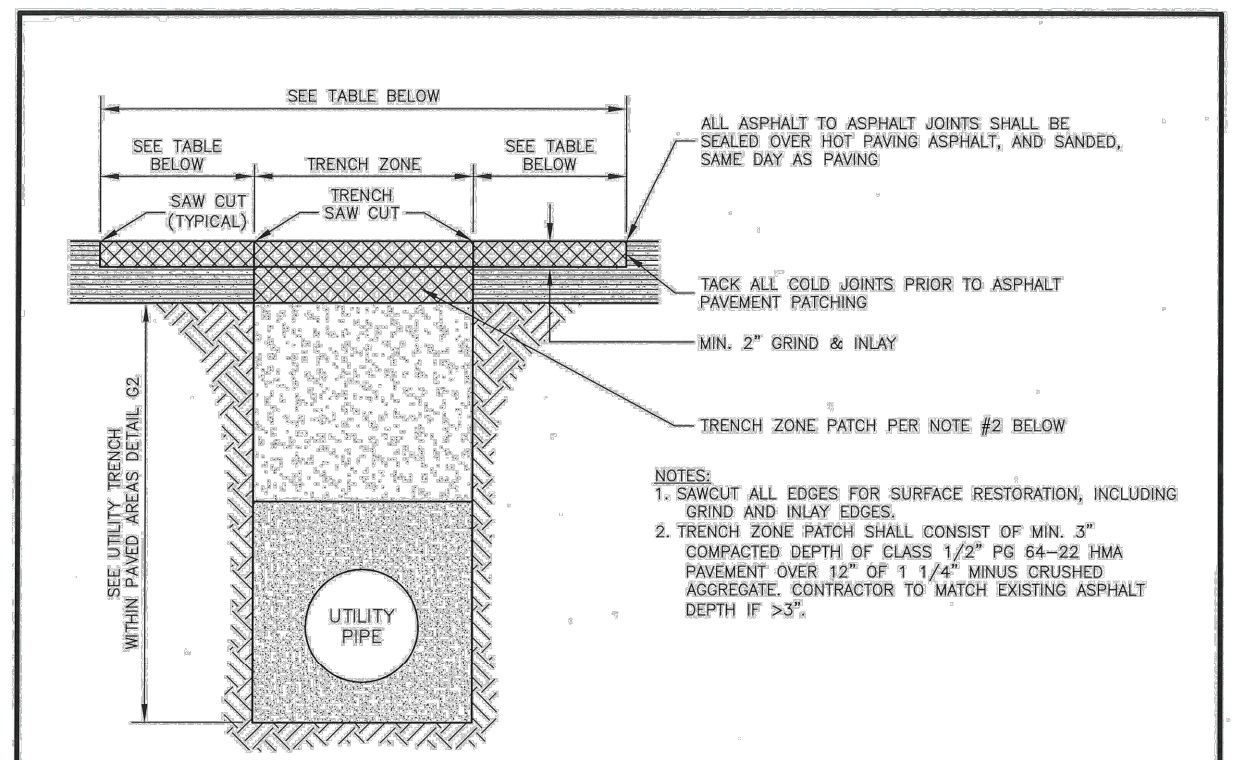 SEE TABLE BELOW
SEE TABLE
BELOW
TRENCH ZONE
SEE TABLE
BELOW
SAW CUT
(TYPICAL)
TRENCH
SAW CUT
ALL ASPHALT TO ASPHALT JOINTS SHALL BE
SEALED OVER HOT PAVING ASPHALT, AND SANDED,
SAME DAY AS PAVING
TACK ALL COLD JOINTS PRIOR TO ASPHALT
PAVEMENT PATCHING
MIN. 2" GRIND & INLAY
TRENCH ZONE PATCH PER NOTE #2 BELOW
SEE UTILITY TRENCH
WITHIN PAVED AREAS DETAIL G2
UTILITY
PIPE
NOTES:
1. SAWCUT ALL EDGES FOR SURFACE RESTORATION, INCLUDING
GRIND AND INLAY EDGES.
2. TRENCH ZONE PATCH SHALL CONSIST OF MIN. 3"
COMPACTED DEPTH OF CLASS 1/2" PG 64-22 HMA
PAVEMENT OVER 12" OF 1 1/4" MINUS CRUSHED
AGGREGATE. CONTRACTOR TO MATCH EXISTING ASPHALT
DEPTH IF >3".